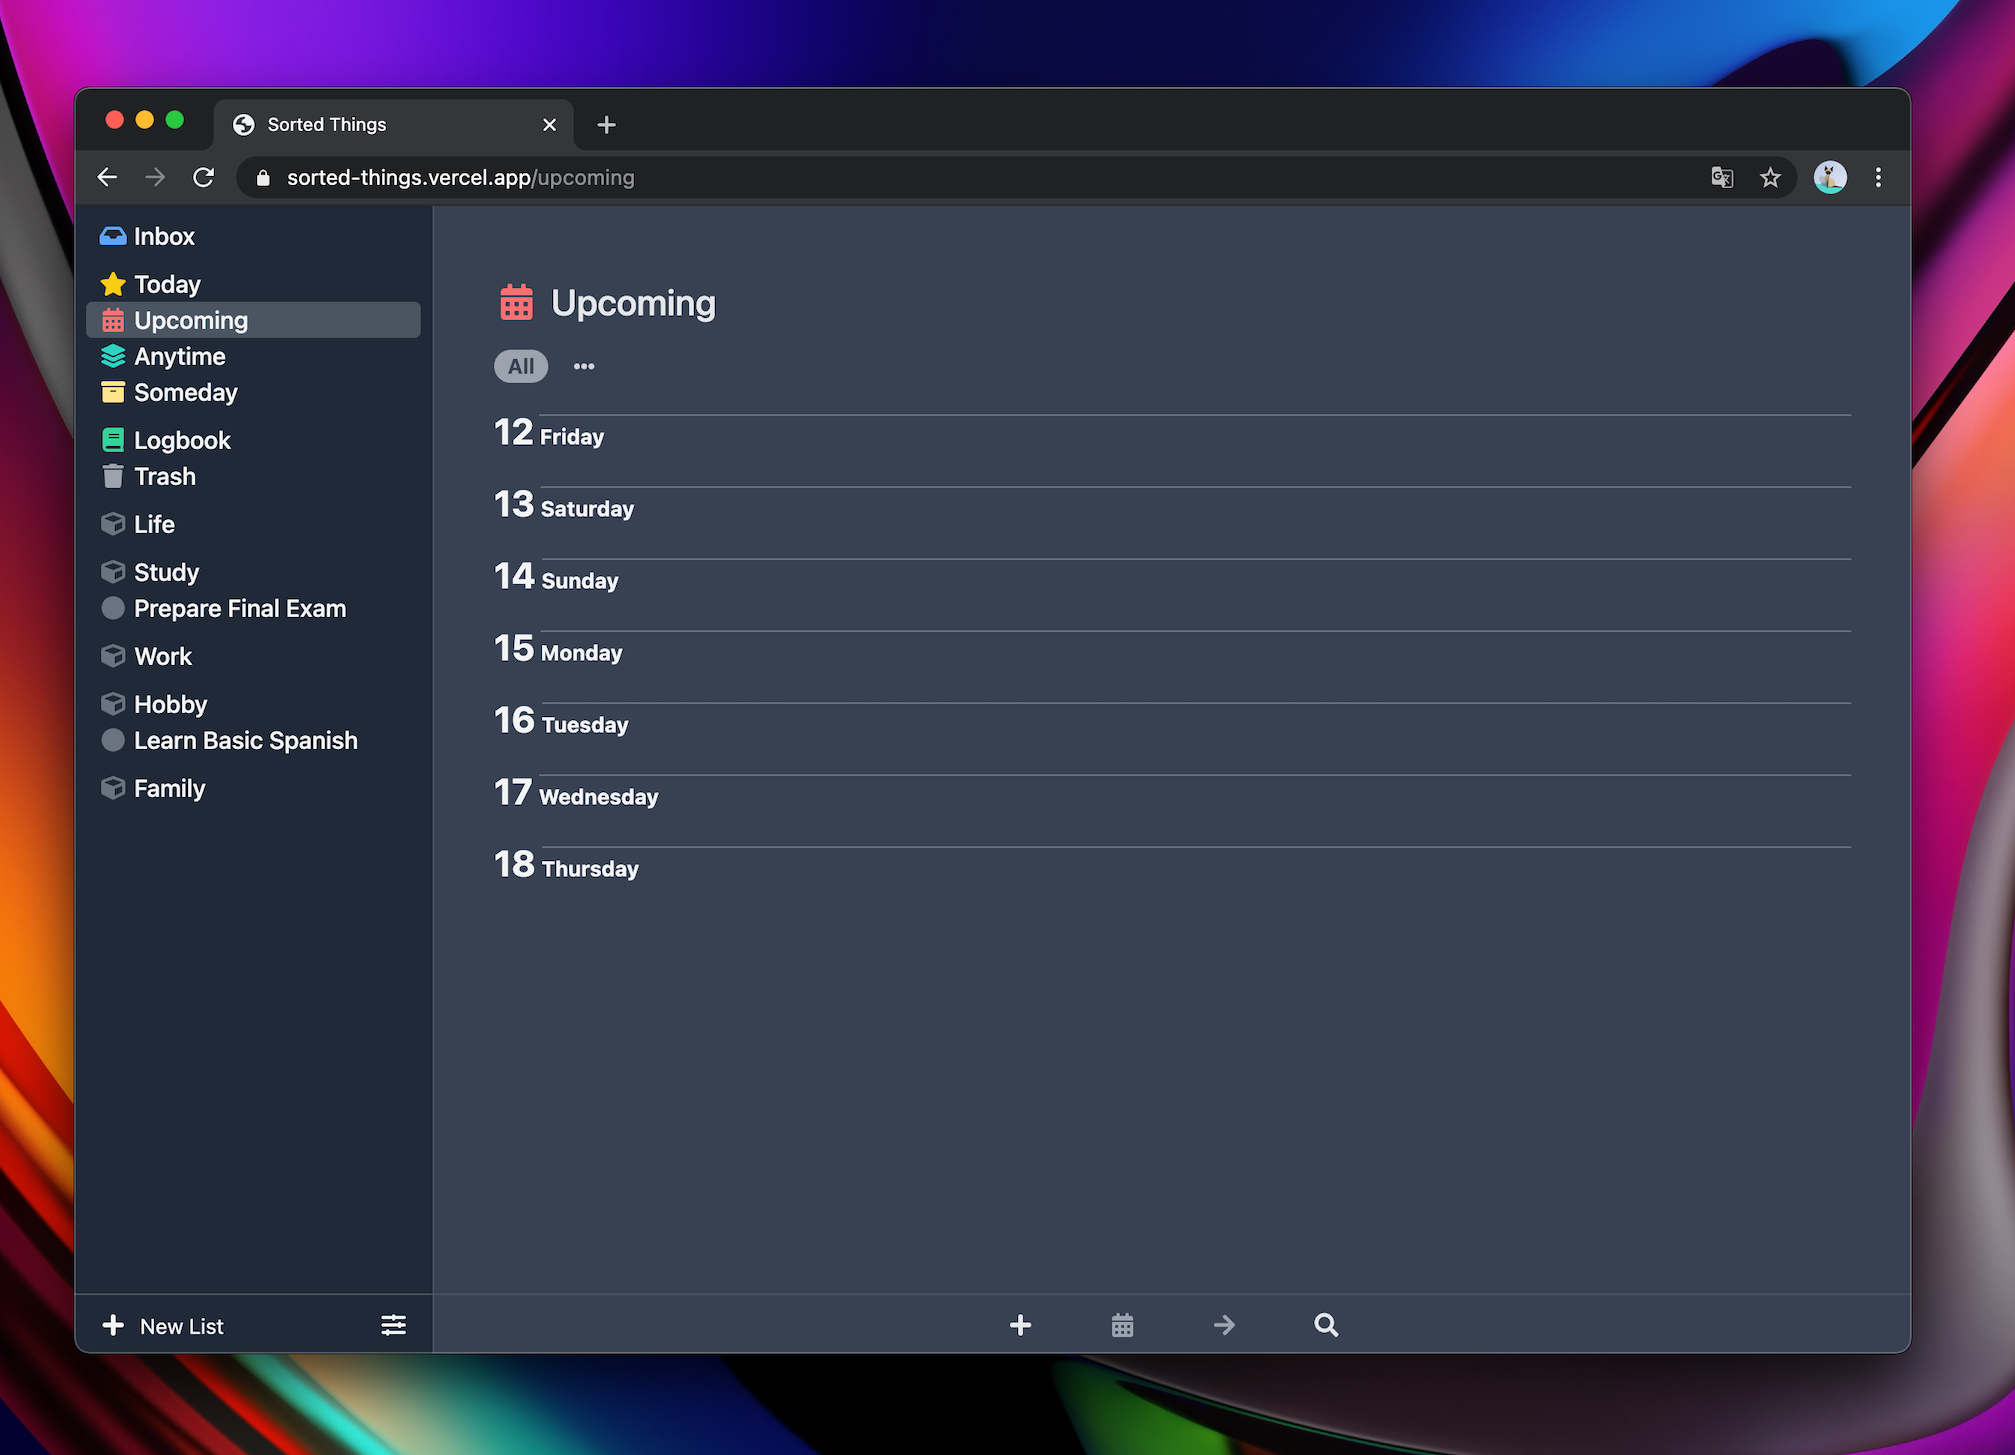 Sorted Things
sorted-things.vercel.app/upcoming
Inbox
Today
Upcoming
Anytime
Someday
Logbook
Trash
Life
Study
Prepare Final Exam
Work
Hobby
Learn Basic Spanish
Family
New List
Upcoming
All
12 Friday
13 Saturday
14 Sunday
15 Monday
16 Tuesday
17 Wednesday
18 Thursday